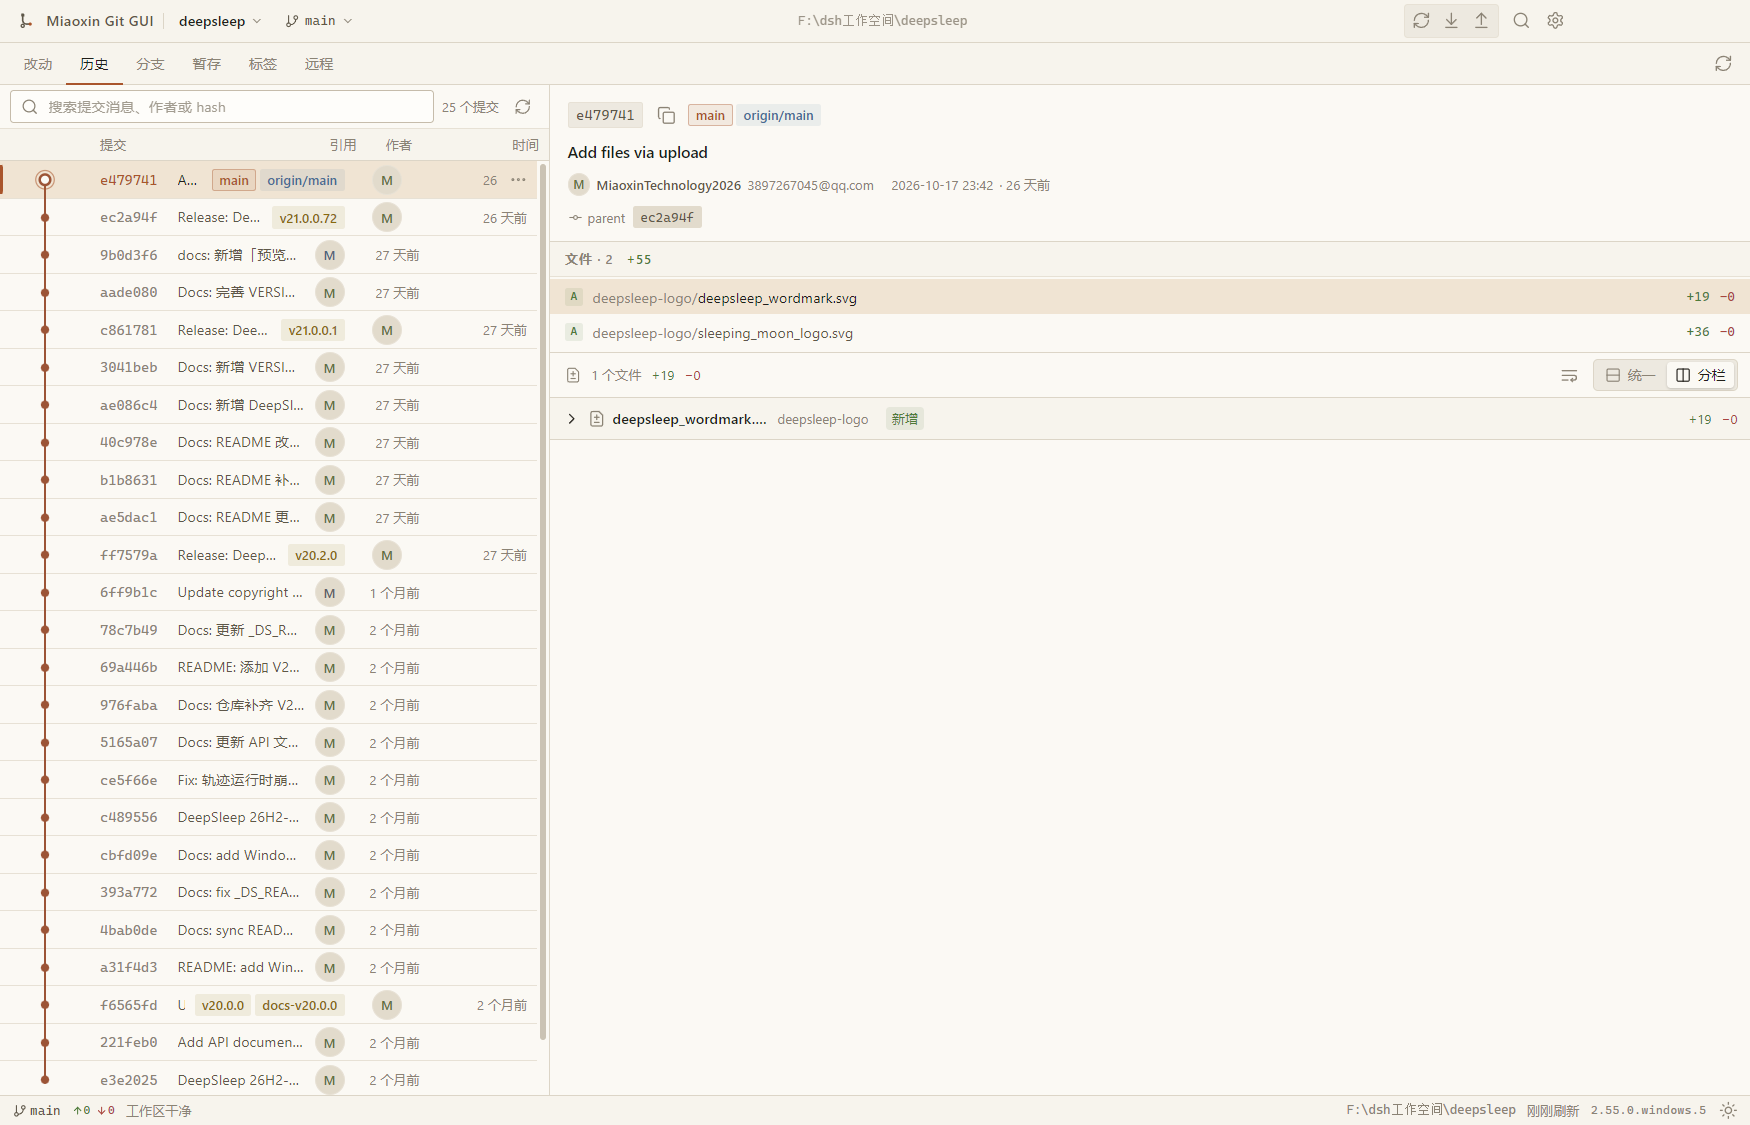 Miaoxin Git GUI deepsleep main F:\dsh工作空间\deepsleep
改动 历史 分支 暂存 标签 远程
搜索提交消息、作者或 hash 25 个提交
提交 引用 作者 时间
e479741 A... main origin/main M 26 ···
ec2a94f Release: De... v21.0.0.72 M 26 天前
9b0d3f6 docs: 新增「预览... M 27 天前
aade080 Docs: 完善 VERSI... M 27 天前
c861781 Release: Dee... v21.0.0.1 M 27 天前
3041beb Docs: 新增 VERSI... M 27 天前
ae086c4 Docs: 新增 DeepSl... M 27 天前
40c978e Docs: README 改... M 27 天前
b1b8631 Docs: README 补... M 27 天前
ae5dac1 Docs: README 更... M 27 天前
ff7579a Release: Deep... v20.2.0 M 27 天前
6ff9b1c Update copyright ... M 1 个月前
78c7b49 Docs: 更新 _DS_R... M 2 个月前
69a446b README: 添加 V2... M 2 个月前
976faba Docs: 仓库补齐 V2... M 2 个月前
5165a07 Docs: 更新 API 文... M 2 个月前
ce5f66e Fix: 轨迹运行时崩... M 2 个月前
c489556 DeepSleep 26H2-... M 2 个月前
cbfd09e Docs: add Windo... M 2 个月前
393a772 Docs: fix _DS_REA... M 2 个月前
4bab0de Docs: sync READ... M 2 个月前
a31f4d3 README: add Win... M 2 个月前
f6565fd U v20.0.0 docs-v20.0.0 M 2 个月前
221feb0 Add API documen... M 2 个月前
e3e2025 DeepSleep 26H2-... M 2 个月前
e479741 main origin/main
Add files via upload
M MiaoxinTechnology2026 3897267045@qq.com 2026-10-17 23:42 · 26 天前
parent ec2a94f
文件 · 2 +55
A deepsleep-logo/deepsleep_wordmark.svg +19 −0
A deepsleep-logo/sleeping_moon_logo.svg +36 −0
1 个文件 +19 −0 统一 分栏
deepsleep_wordmark.... deepsleep-logo 新增 +19 −0
main ↑0 ↓0 工作区干净 F:\dsh工作空间\deepsleep 刚刚刷新 2.55.0.windows.5